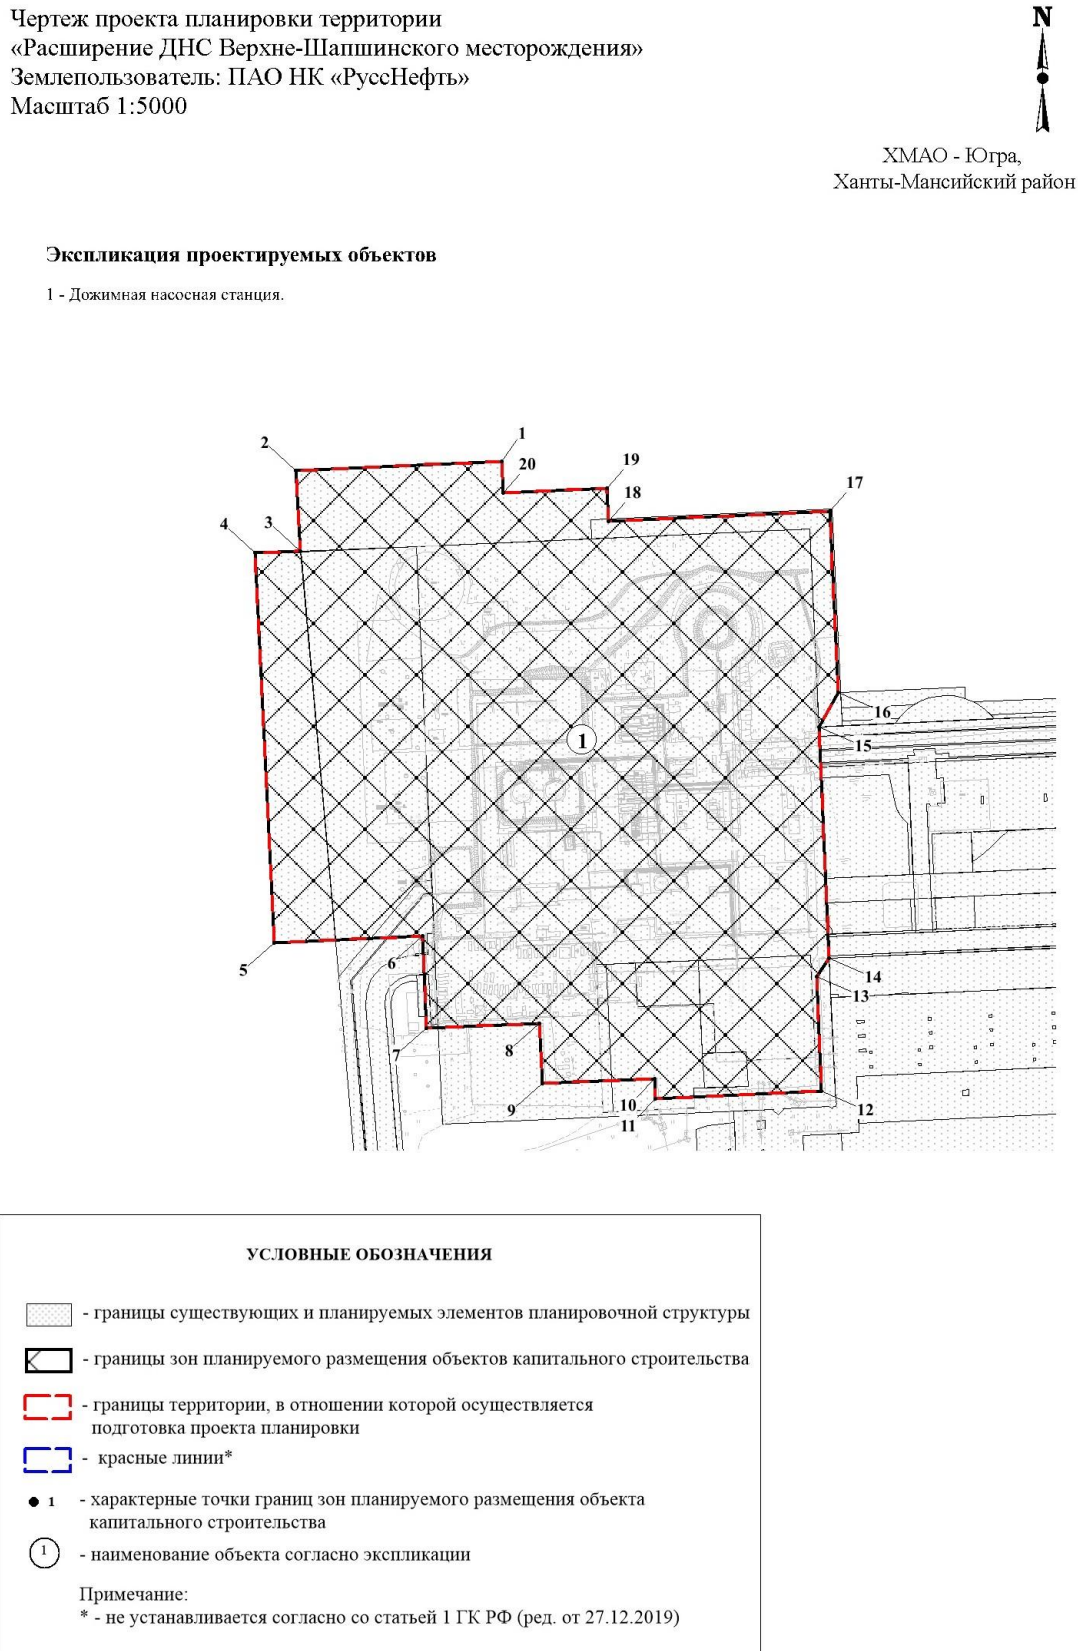 Чертеж проекта планировки территории
«Расширение ДНС Верхне-Шапшинского месторождения»
Землепользователь: ПАО НК «РуссНефть»
Масштаб 1:5000
N
ХМАО - Югра,
Ханты-Мансийский район
Экспликация проектируемых объектов
1 - Дожимная насосная станция.
1
2
20
19
18
17
3
4
16
15
1
5
6
14
13
7
8
9
10
11
12
УСЛОВНЫЕ ОБОЗНАЧЕНИЯ
- границы существующих и планируемых элементов планировочной структуры
- границы зон планируемого размещения объектов капитального строительства
- границы территории, в отношении которой осуществляется
подготовка проекта планировки
- красные линии*
1 - характерные точки границ зон планируемого размещения объекта
капитального строительства
1 - наименование объекта согласно экспликации
Примечание:
* - не устанавливается согласно со статьей 1 ГК РФ (ред. от 27.12.2019)